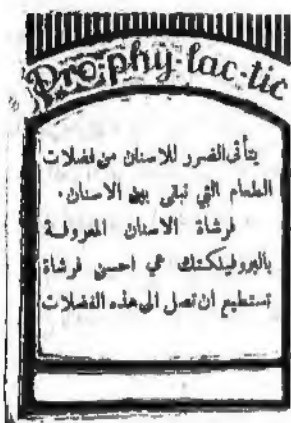 Pro-phy-lac-tic
يتأتى الضرر للاسنان من فضلات
الطعام التي تبقى بين الاسنان ·
فرشاة الاسنان المعروفة
بالبروفيلكتك هي احسن فرشاة
تستطيع ان تصل الى هذه الفضلات